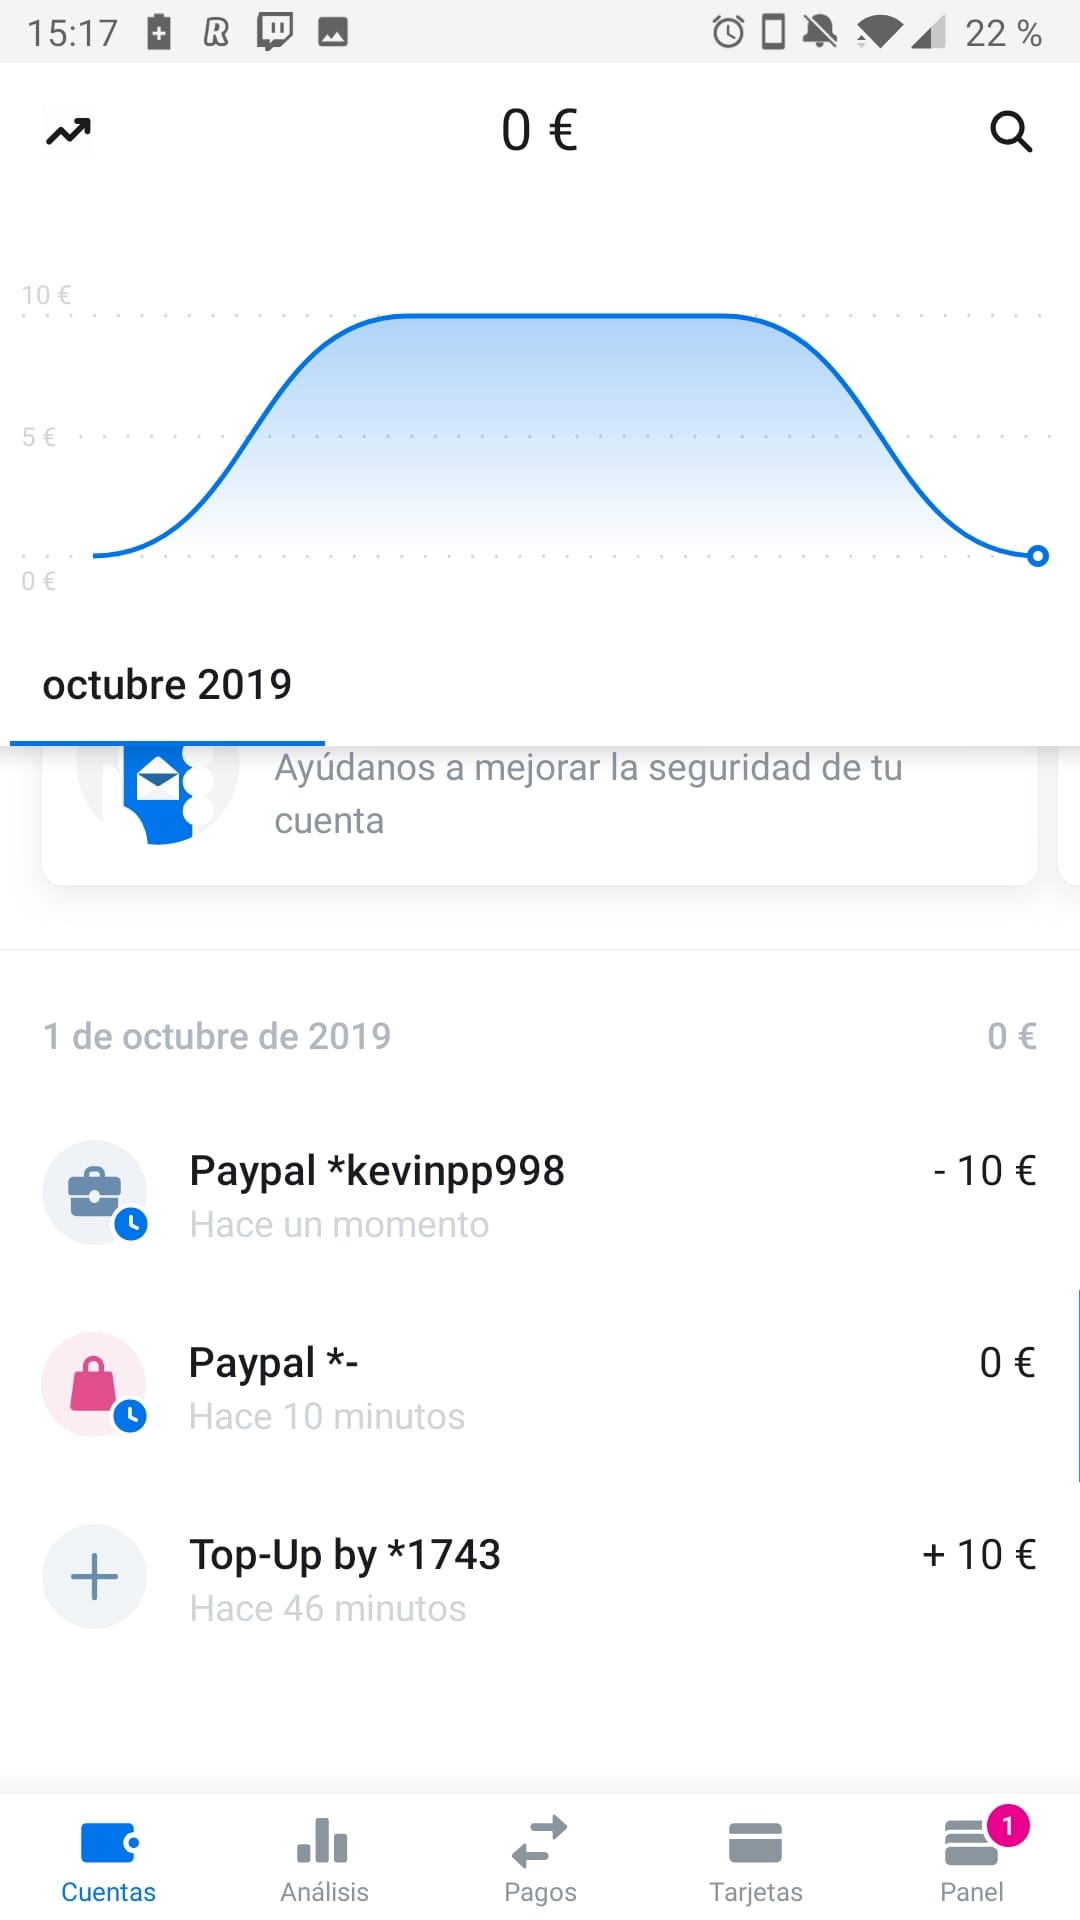 15:17 22 %
0 €
10 €
5 €
0 €
octubre 2019
Ayúdanos a mejorar la seguridad de tu
cuenta
1 de octubre de 2019 0 €
Paypal *kevinpp998 - 10 €
Hace un momento
Paypal *- 0 €
Hace 10 minutos
Top-Up by *1743 + 10 €
Hace 46 minutos
1
Cuentas Análisis Pagos Tarjetas Panel